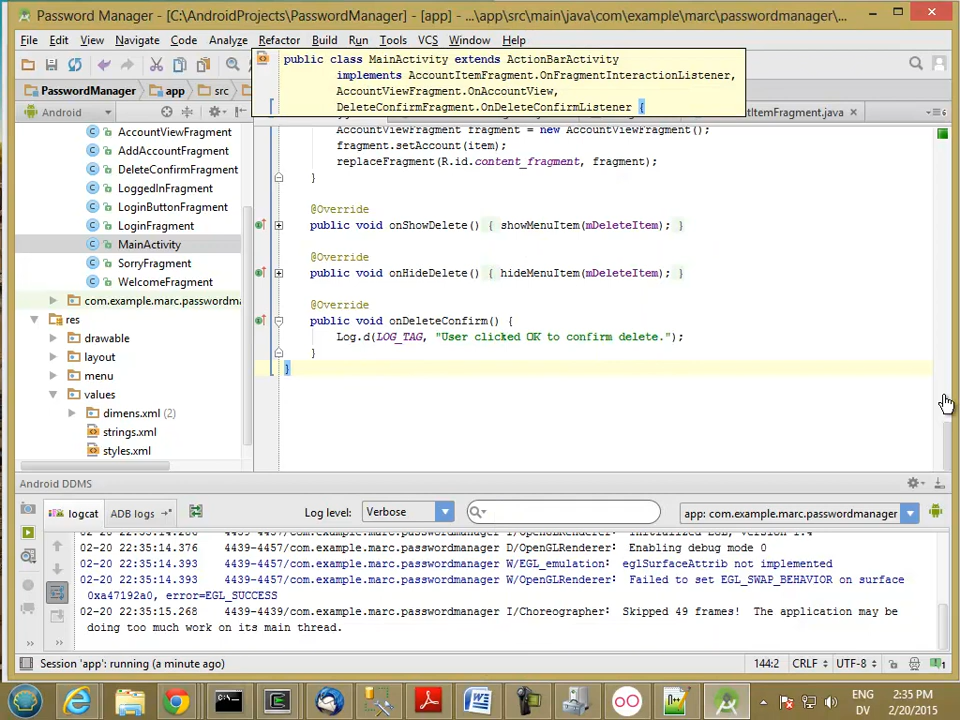 Password Manager - [C:\AndroidProjects\PasswordManager] - [app] - ...\app\src\main\java\com\example\marc\passwordmanager\...
File Edit View Navigate Code Analyze Refactor Build Run Tools VCS Window Help
public class MainActivity extends ActionBarActivity
implements AccountItemFragment.OnFragmentInteractionListener,
AccountViewFragment.OnAccountView,
DeleteConfirmFragment.OnDeleteConfirmListener {
PasswordManager app src
Android
tItemFragment.java
AccountViewFragment
AddAccountFragment
DeleteConfirmFragment
LoggedInFragment
LoginButtonFragment
LoginFragment
MainActivity
SorryFragment
WelcomeFragment
com.example.marc.passwordma
res
drawable
layout
menu
values
dimens.xml (2)
strings.xml
styles.xml
AccountViewFragment fragment = new AccountViewFragment();
fragment.setAccount(item);
replaceFragment(R.id.content_fragment, fragment);
}
@Override
public void onShowDelete() { showMenuItem(mDeleteItem); }
@Override
public void onHideDelete() { hideMenuItem(mDeleteItem); }
@Override
public void onDeleteConfirm() {
Log.d(LOG_TAG, "User clicked OK to confirm delete.");
}
}
Android DDMS
logcat ADB logs Log level: Verbose app: com.example.marc.passwordmanager
02-20 22:35:14.376 4439-4457/com.example.marc.passwordmanager D/OpenGLRenderer: Enabling debug mode 0
02-20 22:35:14.393 4439-4457/com.example.marc.passwordmanager W/EGL_emulation: eglSurfaceAttrib not implemented
02-20 22:35:14.393 4439-4457/com.example.marc.passwordmanager W/OpenGLRenderer: Failed to set EGL_SWAP_BEHAVIOR on surface
0xa47192a0, error=EGL_SUCCESS
02-20 22:35:15.268 4439-4439/com.example.marc.passwordmanager I/Choreographer: Skipped 49 frames! The application may be
doing too much work on its main thread.
Session 'app': running (a minute ago) 144:2 CRLF UTF-8
ENG 2:35 PM
DV 2/20/2015